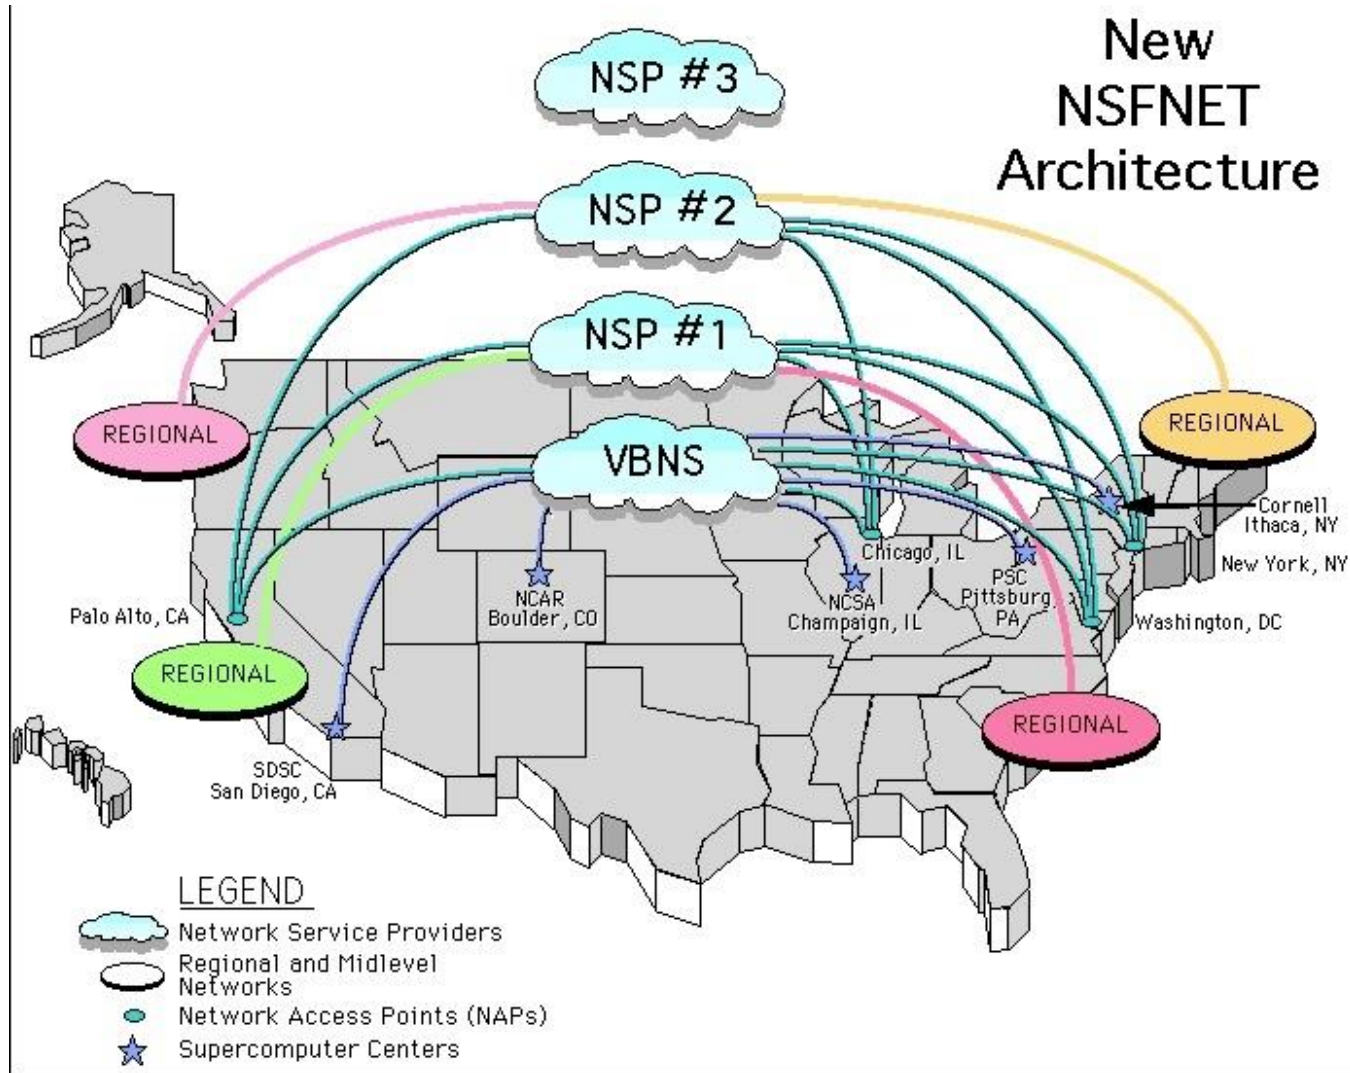 New
NSFNET
Architecture
NSP #3
NSP #2
NSP #1
VBNS
REGIONAL
REGIONAL
Cornell
Ithaca, NY
Chicago, IL
New York, NY
NCAR
Boulder, CO
NCSA
Champaign, IL
PSC
Pittsburg,
PA
Palo Alto, CA
Washington, DC
REGIONAL
REGIONAL
SDSC
San Diego, CA
LEGEND
Network Service Providers
Regional and Midlevel
Networks
Network Access Points (NAPs)
Supercomputer Centers